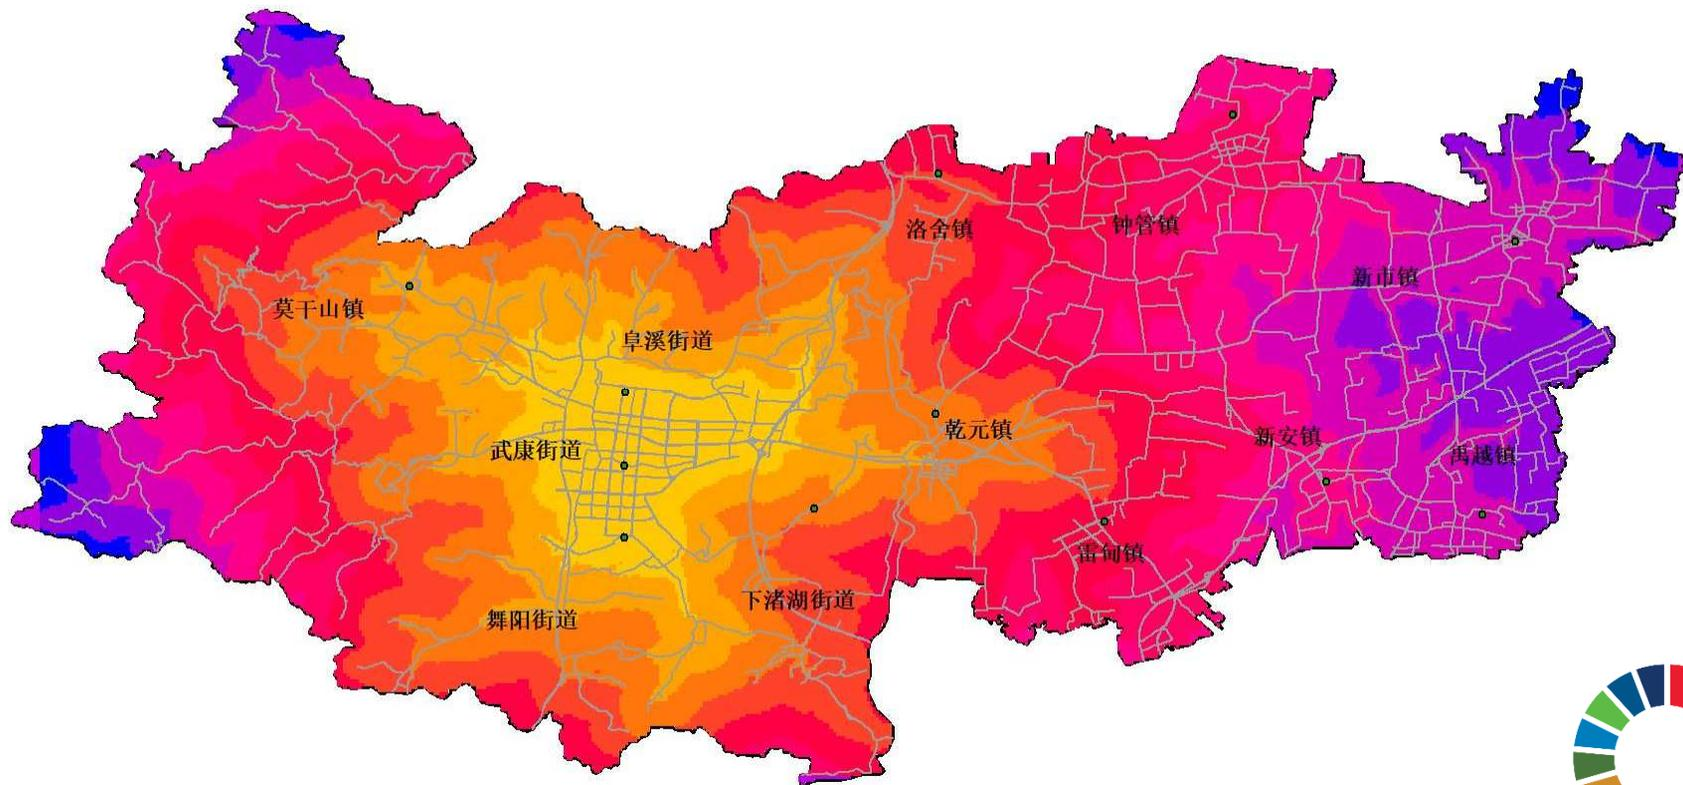 洛舍镇
钟管镇
新市镇
莫干山镇
阜溪街道
乾元镇
新安镇
武康街道
禹越镇
雷甸镇
下渚湖街道
舞阳街道